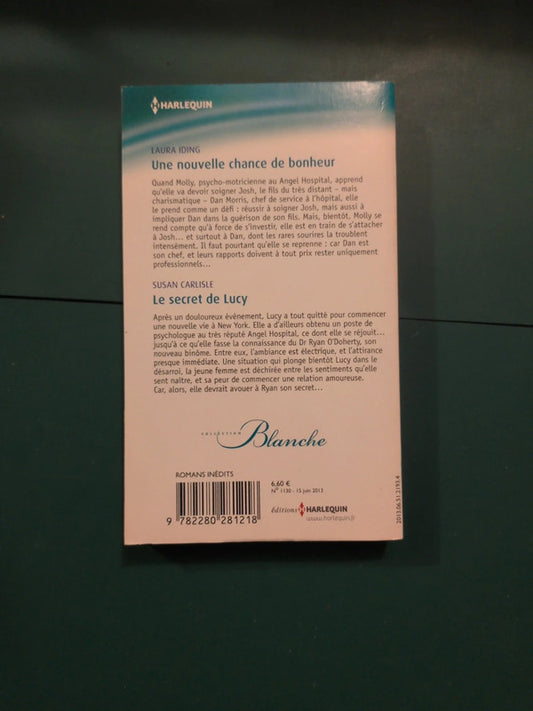 HARLEQUIN
LAURA IDING
Une nouvelle chance de bonheur
Quand Molly, psycho-motricienne au Angel Hospital, apprend
qu'elle va devoir soigner Josh, le fils du très distant – mais
charismatique – Dan Morris, chef de service à l'hôpital, elle
le prend comme un défi : réussir à soigner Josh, mais aussi à
impliquer Dan dans la guérison de son fils. Mais, bientôt, Molly se
rend compte qu'à force de s'investir, elle est en train de s'attacher
à Josh... et surtout à Dan, dont les rares sourires la troublent
intensément. Il faut pourtant qu'elle se reprenne : car Dan est
son chef, et leurs rapports doivent à tout prix rester uniquement
professionnels...
SUSAN CARLISLE
Le secret de Lucy
Après un douloureux événement, Lucy a tout quitté pour commencer
une nouvelle vie à New York. Elle a d'ailleurs obtenu un poste de
psychologue au très réputé Angel Hospital, ce dont elle se réjouit...
jusqu'à ce qu'elle fasse la connaissance du Dr Ryan O'Doherty, son
nouveau binôme. Entre eux, l'ambiance est électrique, et l'attirance
presque immédiate. Une situation qui plonge bientôt Lucy dans le
désarroi, la jeune femme est déchirée entre les sentiments qu'elle
sent naître, et sa peur de commencer une relation amoureuse.
Car, alors, elle devrait avouer à Ryan son secret...
COLLECTION Blanche
ROMANS INÉDITS
6,60 €
N° 1130 - 15 juin 2013
9 782280 281218
éditions HARLEQUIN
www.harlequin.fr
2013.06.51.2193.4